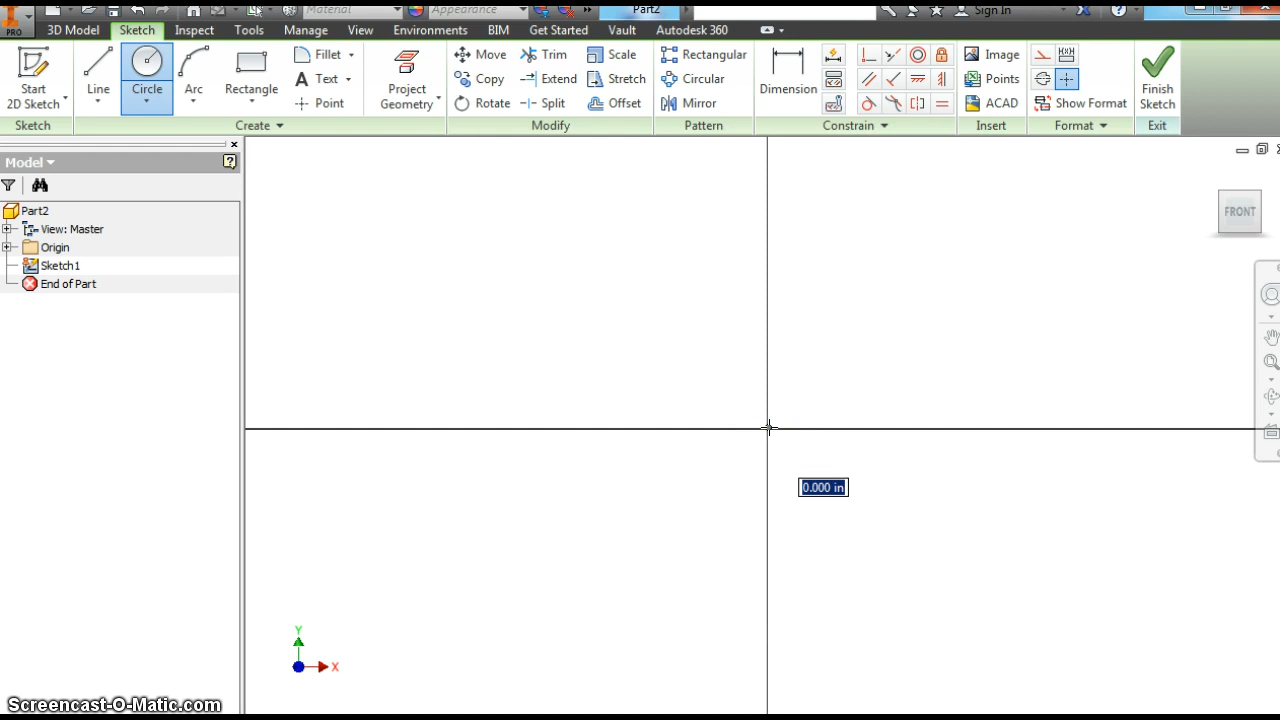 Material
Appearance
Part2
Sign In
PRO
3D Model
Sketch
Inspect
Tools
Manage
View
Environments
BIM
Get Started
Vault
Autodesk 360
Start
2D Sketch
Line
Circle
Arc
Rectangle
Fillet
Text
Point
Project
Geometry
Move
Copy
Rotate
Trim
Extend
Split
Scale
Stretch
Offset
Rectangular
Circular
Mirror
Dimension
Image
Points
ACAD
Show Format
Finish
Sketch
Sketch
Create
Modify
Pattern
Constrain
Insert
Format
Exit
Model
Part2
View: Master
Origin
Sketch1
End of Part
FRONT
0.000 in
Y
X
Screencast-O-Matic.com